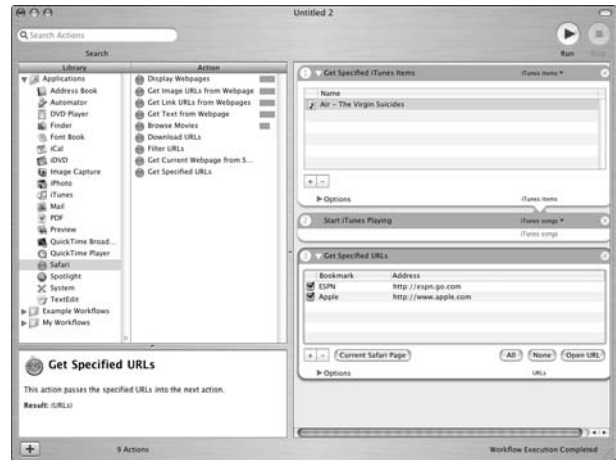 Untitled 2
Search Actions
Search
Run
Stop
Library
Applications
Address Book
Automator
DVD Player
Finder
Font Book
iCal
iDVD
Image Capture
iPhoto
iTunes
Mail
PDF
Preview
QuickTime Broad...
QuickTime Player
Safari
Spotlight
System
TextEdit
Example Workflows
My Workflows
Action
Display Webpages
Get Image URLs from Webpage
Get Link URLs from Webpages
Get Text from Webpage
Browse Movies
Download URLs
Filter URLs
Get Current Webpage from S...
Get Specified URLs
Get Specified URLs
This action passes the specified URLs into the next action.
Result: (URLs)
9 Actions
1 Get Specified iTunes Items iTunes items
Name
Air – The Virgin Suicides
+ -
Options iTunes items
2 Start iTunes Playing iTunes songs
iTunes songs
3 Get Specified URLs
Bookmark Address
ESPN http://espn.go.com
Apple http://www.apple.com
+ - Current Safari Page All None Open URL
Options URLs
Workflow Execution Completed